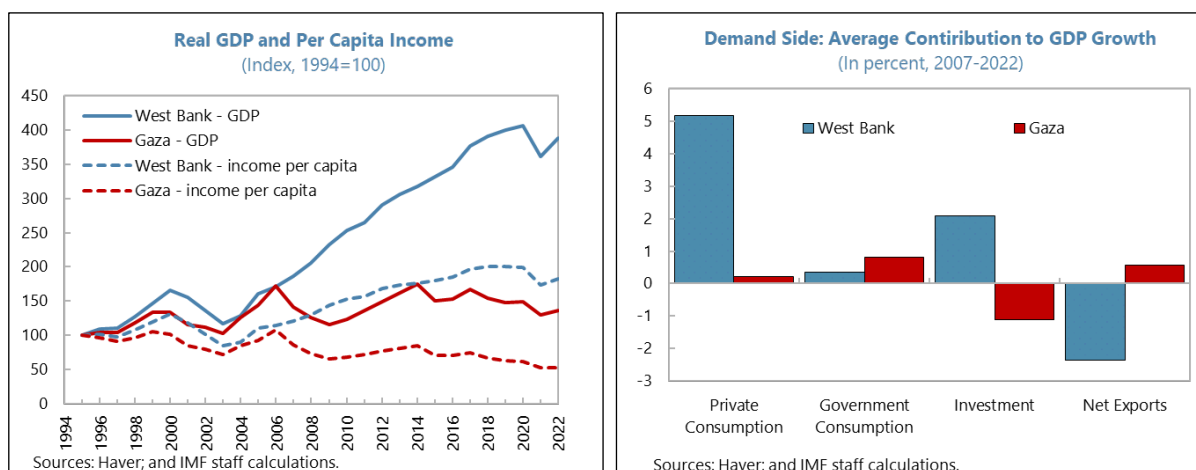 Real GDP and Per Capita Income
(Index, 1994=100)
450
400
350
300
250
200
150
100
50
0
West Bank - GDP
Gaza - GDP
West Bank - income per capita
Gaza - income per capita
1994
1996
1998
2000
2002
2004
2006
2008
2010
2012
2014
2016
2018
2020
2022
Sources: Haver; and IMF staff calculations.
Demand Side: Average Contiribution to GDP Growth
(In percent, 2007-2022)
6
5
4
3
2
1
0
-1
-2
-3
West Bank
Gaza
Private
Consumption
Government
Consumption
Investment
Net Exports
Sources: Haver; and IMF staff calculations.